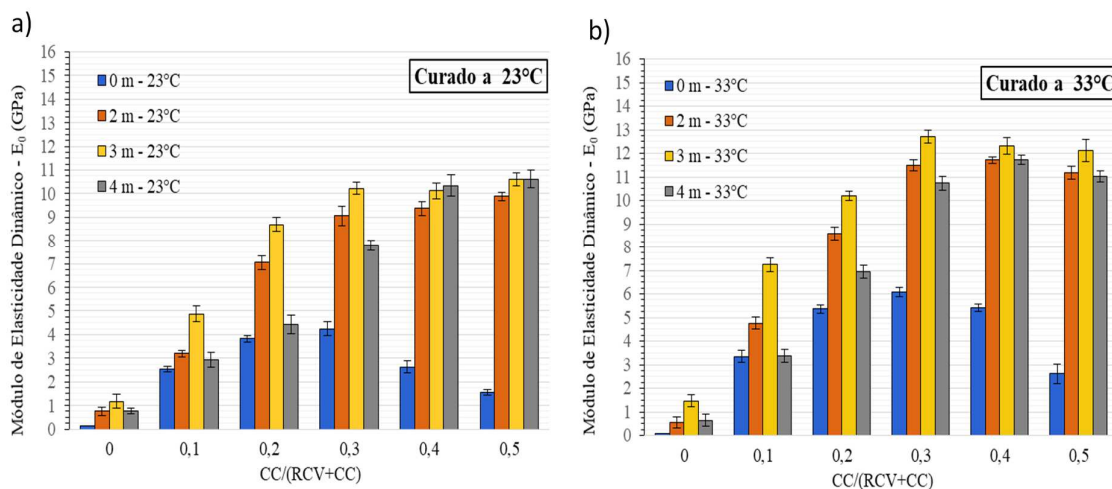 a)
Módulo de Elasticidade Dinâmico - E₀ (GPa)
16
15
14
13
12
11
10
9
8
7
6
5
4
3
2
1
0
0 m - 23°C
2 m - 23°C
3 m - 23°C
4 m - 23°C
Curado a 23°C
0
0,1
0,2
0,3
0,4
0,5
CC/(RCV+CC)
b)
Módulo de Elasticidade Dinâmico - E₀ (GPa)
16
15
14
13
12
11
10
9
8
7
6
5
4
3
2
1
0
0 m - 33°C
2 m - 33°C
3 m - 33°C
4 m - 33°C
Curado a 33°C
0
0,1
0,2
0,3
0,4
0,5
CC/(RCV+CC)